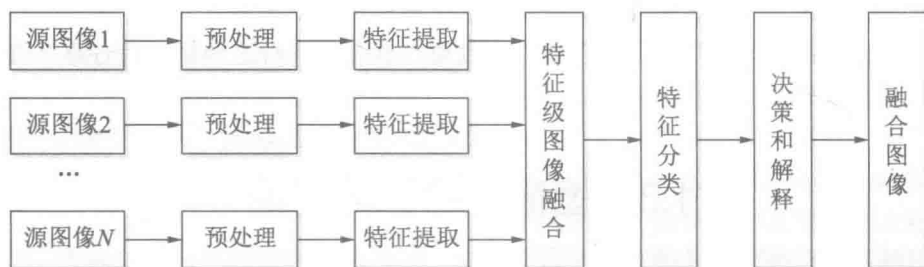 源图像1
预处理
特征提取
源图像2
预处理
特征提取
...
源图像N
预处理
特征提取
特征级图像融合
特征分类
决策和解释
融合图像